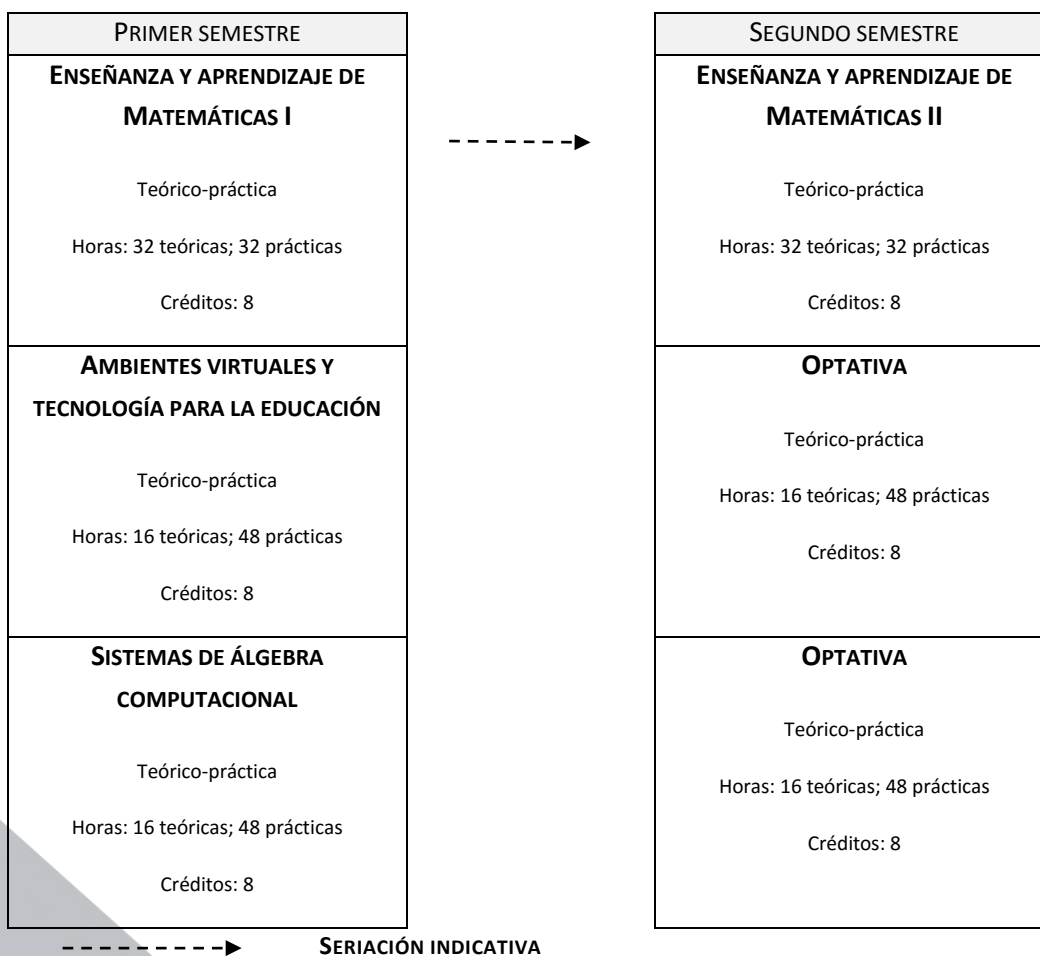 PRIMER SEMESTRE
ENSEÑANZA Y APRENDIZAJE DE
MATEMÁTICAS I
Teórico-práctica
Horas: 32 teóricas; 32 prácticas
Créditos: 8
AMBIENTES VIRTUALES Y
TECNOLOGÍA PARA LA EDUCACIÓN
Teórico-práctica
Horas: 16 teóricas; 48 prácticas
Créditos: 8
SISTEMAS DE ÁLGEBRA
COMPUTACIONAL
Teórico-práctica
Horas: 16 teóricas; 48 prácticas
Créditos: 8
SEGUNDO SEMESTRE
ENSEÑANZA Y APRENDIZAJE DE
MATEMÁTICAS II
Teórico-práctica
Horas: 32 teóricas; 32 prácticas
Créditos: 8
OPTATIVA
Teórico-práctica
Horas: 16 teóricas; 48 prácticas
Créditos: 8
OPTATIVA
Teórico-práctica
Horas: 16 teóricas; 48 prácticas
Créditos: 8
SERIACIÓN INDICATIVA